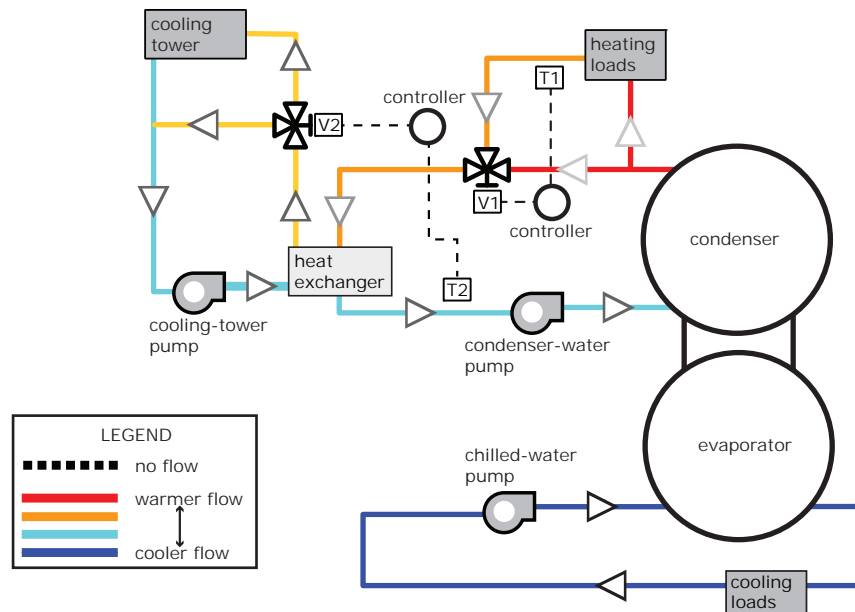 cooling
tower
heating
loads
T1
controller
V2
V1
controller
condenser
heat
exchanger
T2
cooling-tower
pump
condenser-water
pump
LEGEND
no flow
warmer flow
cooler flow
evaporator
chilled-water
pump
cooling
loads